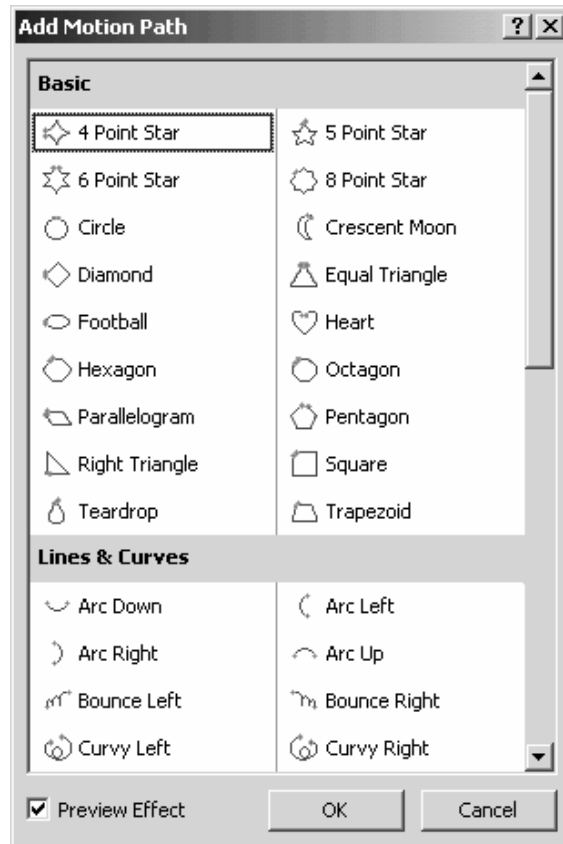 Add Motion Path
Basic
4 Point Star 5 Point Star
6 Point Star 8 Point Star
Circle Crescent Moon
Diamond Equal Triangle
Football Heart
Hexagon Octagon
Parallelogram Pentagon
Right Triangle Square
Teardrop Trapezoid
Lines & Curves
Arc Down Arc Left
Arc Right Arc Up
Bounce Left Bounce Right
Curvy Left Curvy Right
Preview Effect OK Cancel